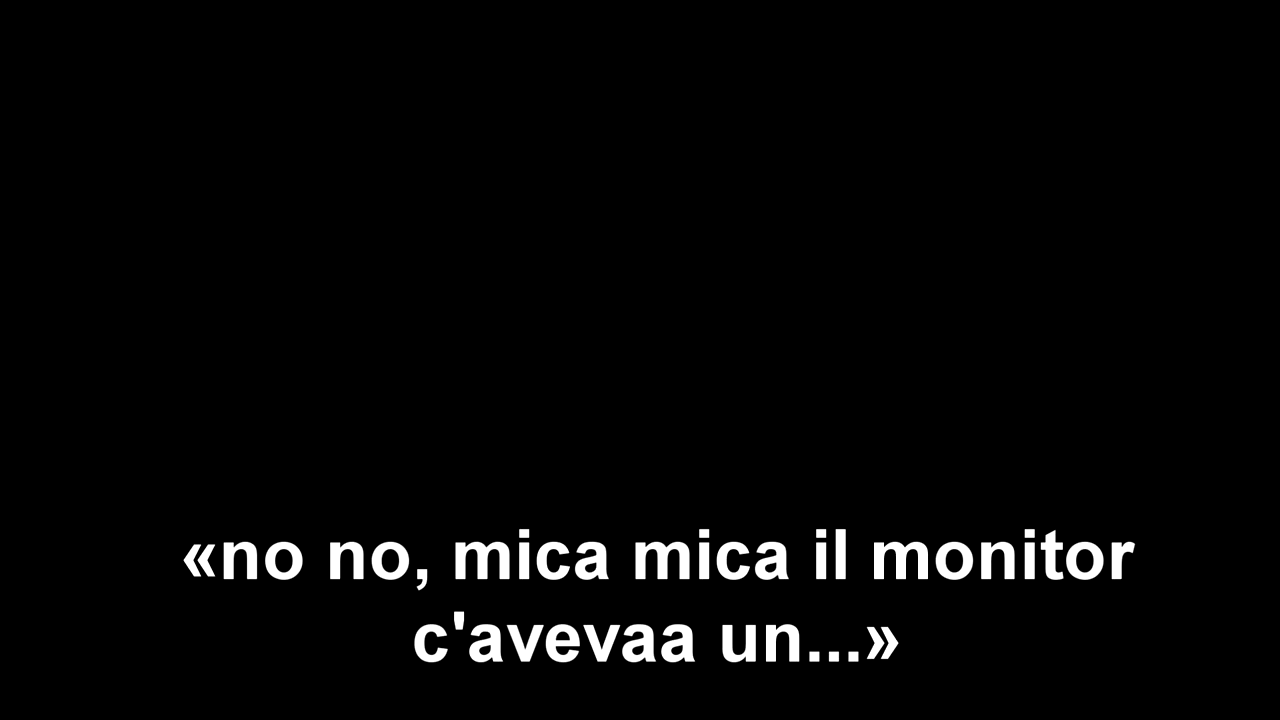 «no no, mica mica il monitor
c'avevaa un...»